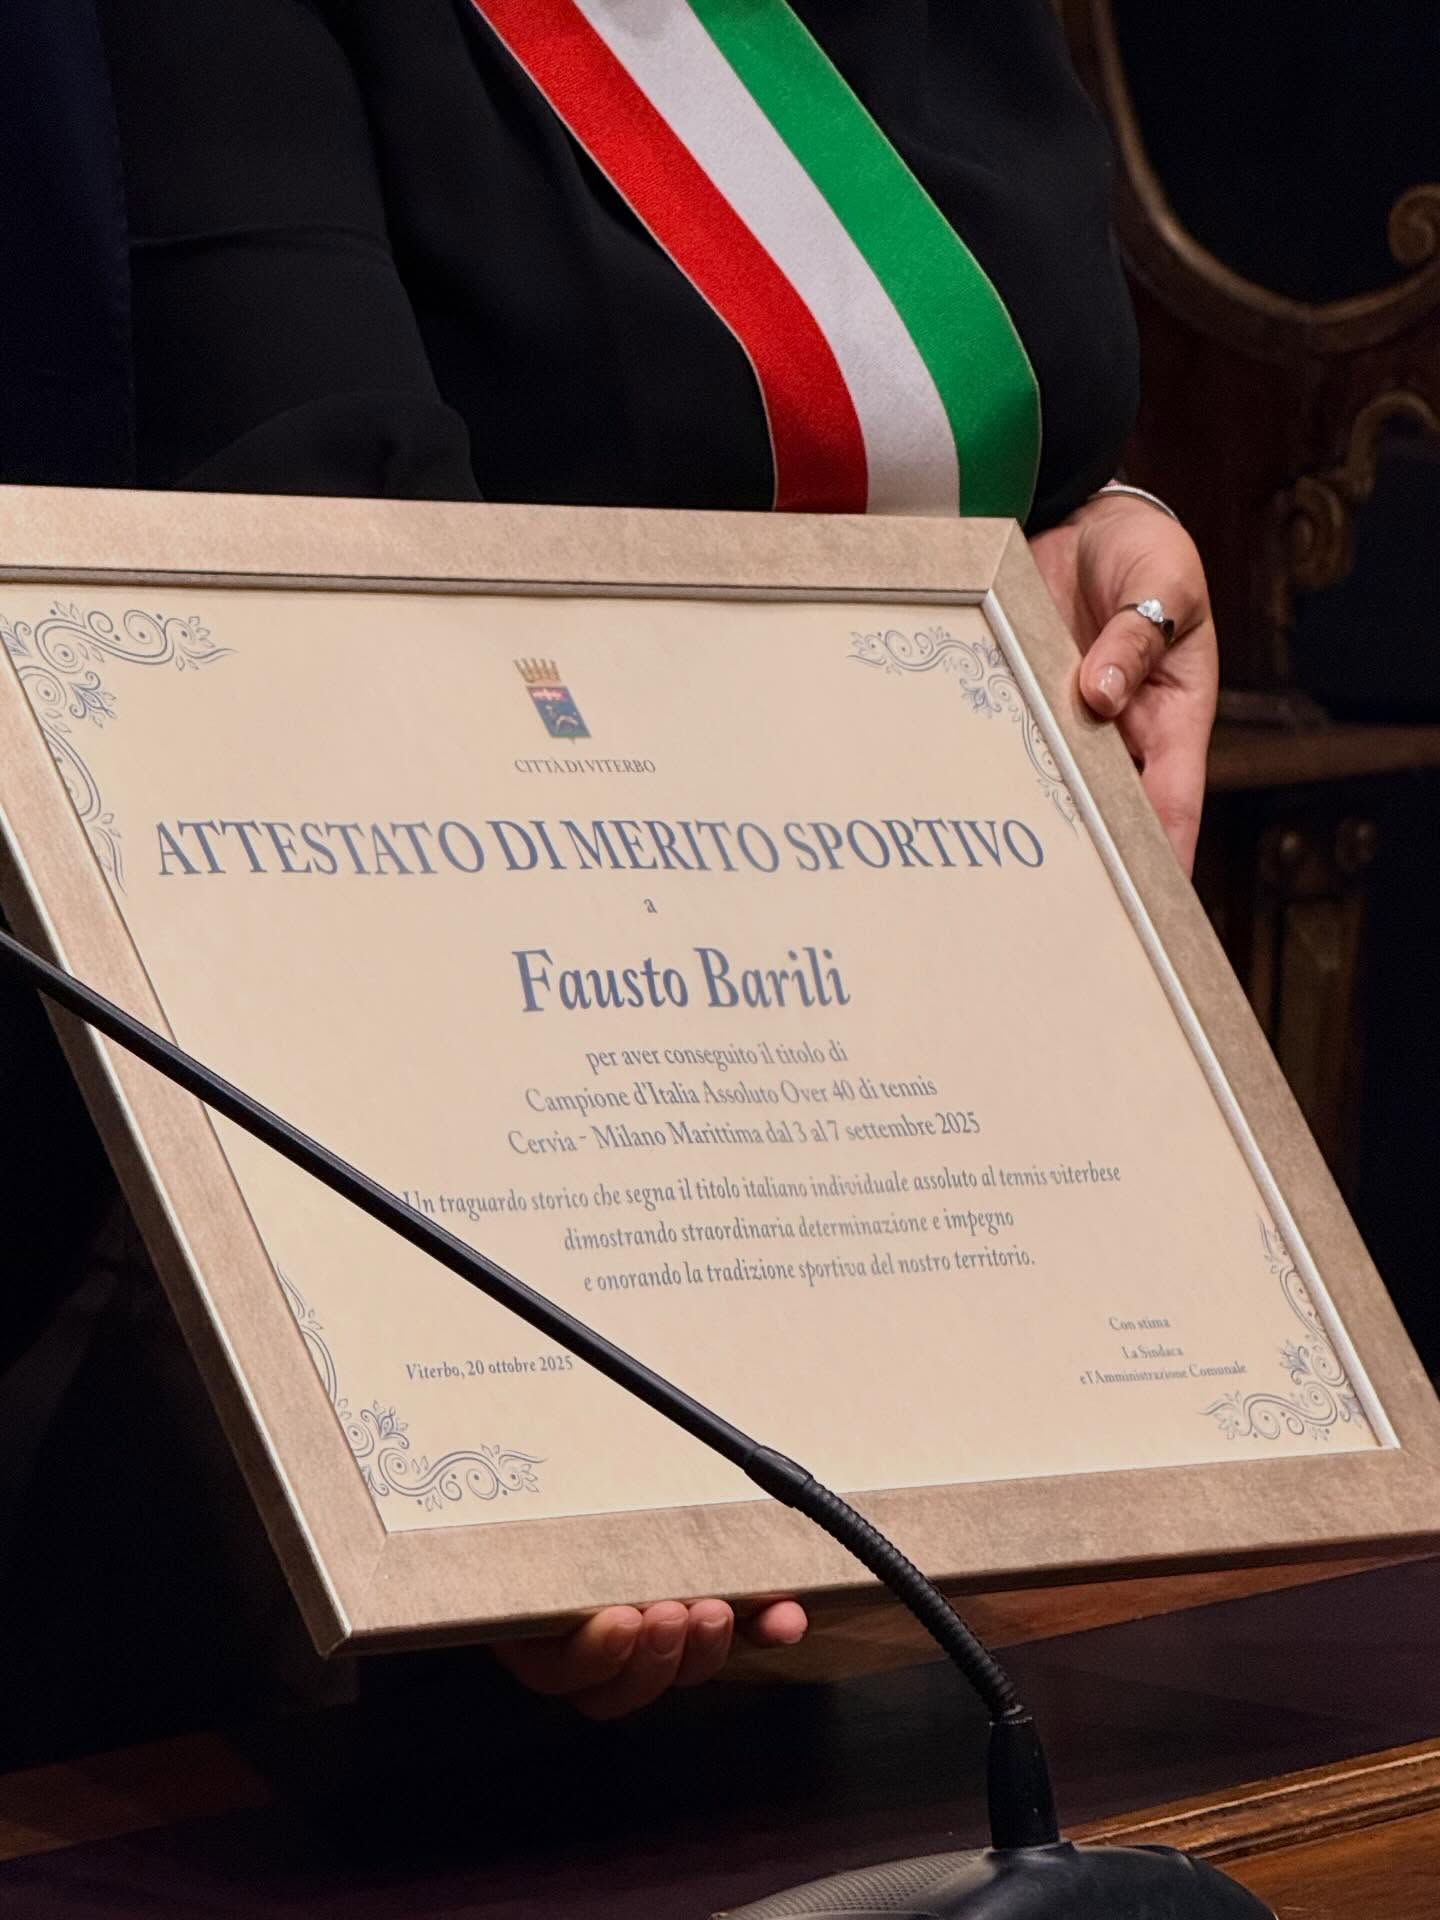 CITTÀ DI VITERBO
ATTESTATO DI MERITO SPORTIVO
a
Fausto Barili
per aver conseguito il titolo di
Campione d'Italia Assoluto Over 40 di tennis
Cervia - Milano Marittima dal 3 al 7 settembre 2025
Un traguardo storico che segna il titolo italiano individuale assoluto al tennis viterbese
dimostrando straordinaria determinazione e impegno
e onorando la tradizione sportiva del nostro territorio.
Con stima
La Sindaca
e l'Amministrazione Comunale
Viterbo, 20 ottobre 2025